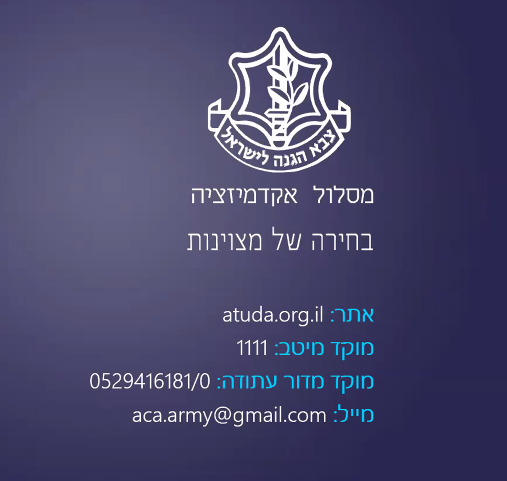 צבא הגנה לישראל
מסלול אקדמיזציה
בחירה של מצוינות
אתר: atuda.org.il
מוקד מיטב: 1111
מוקד מדור עתודה: 0529416181/0
מייל: aca.army@gmail.com